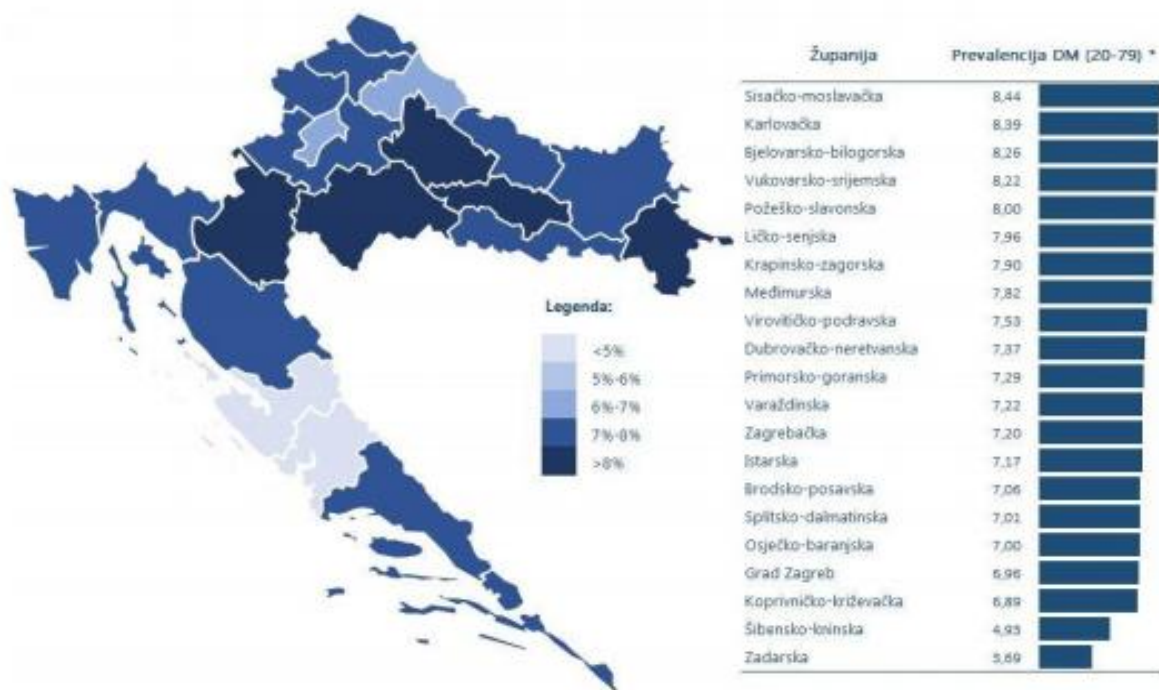 Županija Prevalencija DM (20-79) *
Sisačko-moslavačka 8,44
Karlovačka 8,39
Bjelovarsko-bilogorska 8,26
Vukovarsko-srijemska 8,22
Požeško-slavonska 8,00
Ličko-senjska 7,96
Krapinsko-zagorska 7,90
Međimurska 7,82
Virovitičko-podravska 7,53
Dubrovačko-neretvanska 7,37
Primorsko-goranska 7,29
Varaždinska 7,22
Zagrebačka 7,20
Istarska 7,17
Brodsko-posavska 7,06
Splitsko-dalmatinska 7,01
Osječko-baranjska 7,00
Grad Zagreb 6,96
Koprivničko-križevačka 6,89
Šibensko-kninska 4,93
Zadarska 3,69
Legenda:
<5%
5%-6%
6%-7%
7%-8%
>8%